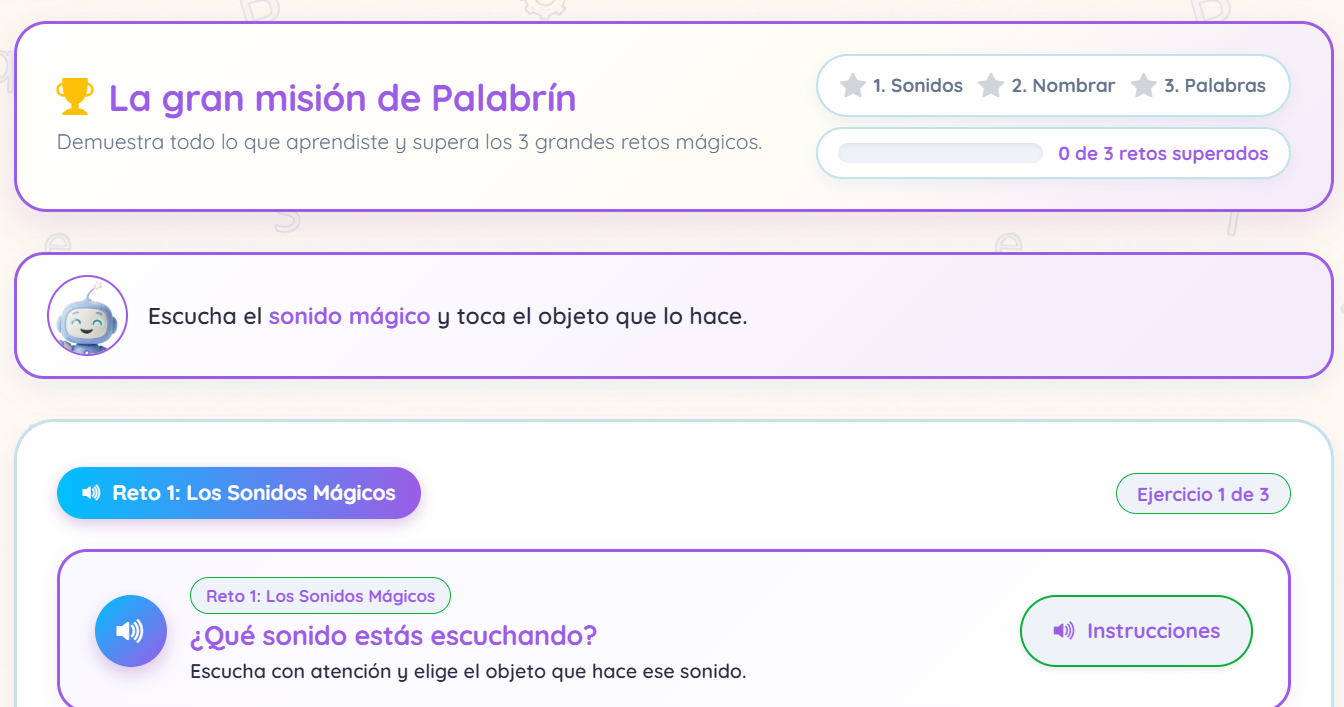 La gran misión de Palabrín
Demuestra todo lo que aprendiste y supera los 3 grandes retos mágicos.
1. Sonidos 2. Nombrar 3. Palabras
0 de 3 retos superados
Escucha el sonido mágico y toca el objeto que lo hace.
Reto 1: Los Sonidos Mágicos
Ejercicio 1 de 3
Reto 1: Los Sonidos Mágicos
¿Qué sonido estás escuchando?
Escucha con atención y elige el objeto que hace ese sonido.
Instrucciones